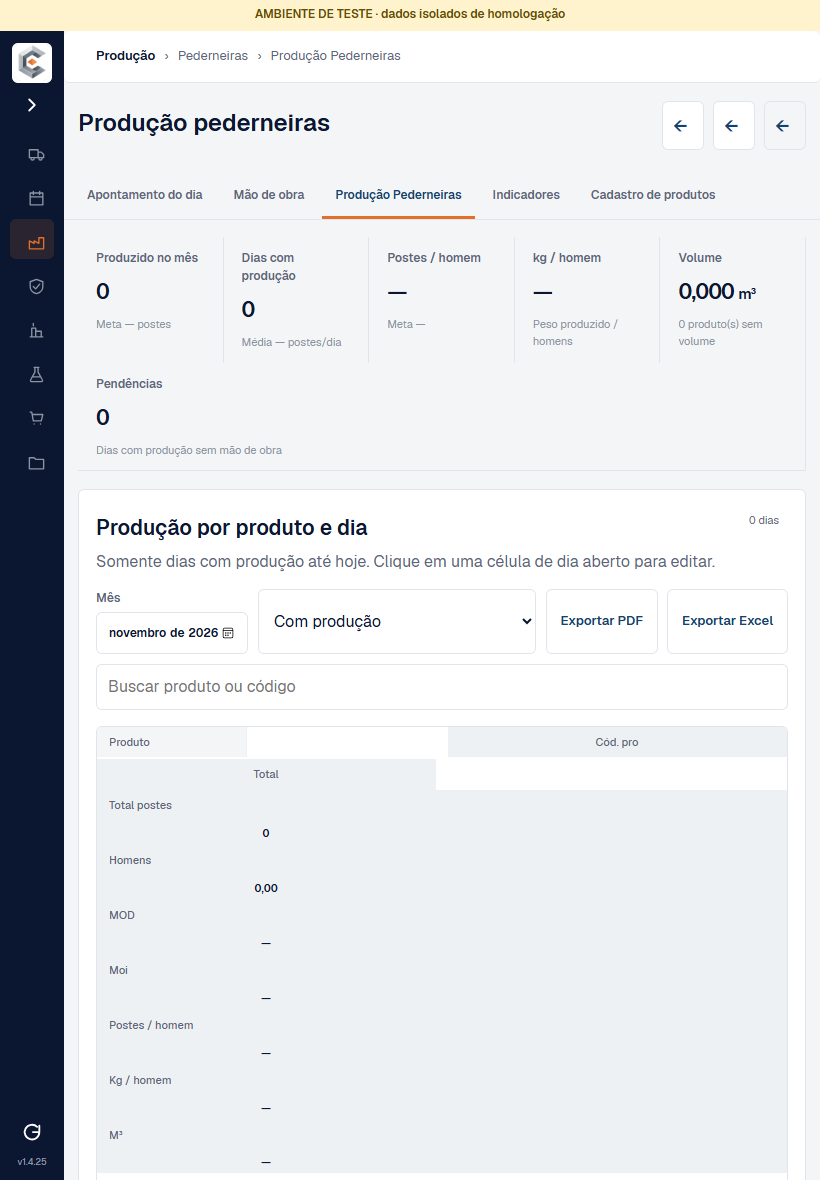 AMBIENTE DE TESTE · dados isolados de homologação
Produção › Pederneiras › Produção Pederneiras
Produção pederneiras
Apontamento do dia Mão de obra Produção Pederneiras Indicadores Cadastro de produtos
Produzido no mês
0
Meta — postes
Dias com
produção
0
Média — postes/dia
Postes / homem
—
Meta —
kg / homem
—
Peso produzido /
homens
Volume
0,000 m³
0 produto(s) sem
volume
Pendências
0
Dias com produção sem mão de obra
Produção por produto e dia
0 dias
Somente dias com produção até hoje. Clique em uma célula de dia aberto para editar.
Mês
novembro de 2026
Com produção
Exportar PDF
Exportar Excel
Buscar produto ou código
Produto Cód. pro
Total
Total postes
0
Homens
0,00
MOD
—
Moi
—
Postes / homem
—
Kg / homem
—
M³
—
v1.4.25